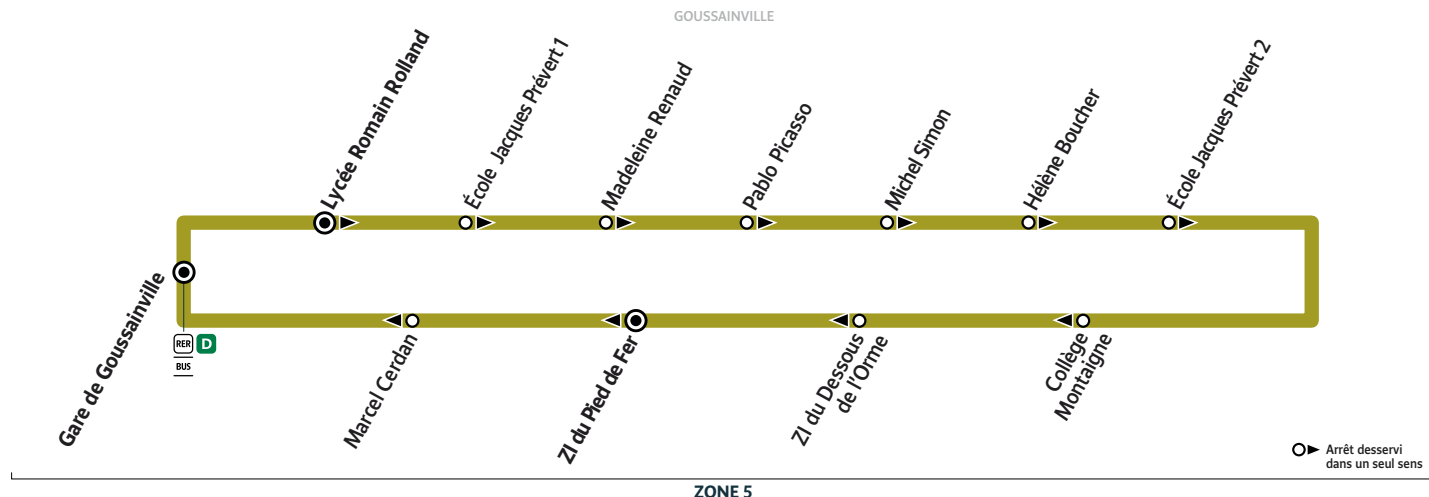 GOUSSAINVILLE
Lycée Romain Rolland
École Jacques Prévert 1
Madeleine Renaud
Pablo Picasso
Michel Simon
Hélène Boucher
École Jacques Prévert 2
Gare de Goussainville
RER D
BUS
Marcel Cerdan
ZI du Pied de Fer
ZI du Dessous
de l'Orme
Collège
Montaigne
Arrêt desservi
dans un seul sens
ZONE 5